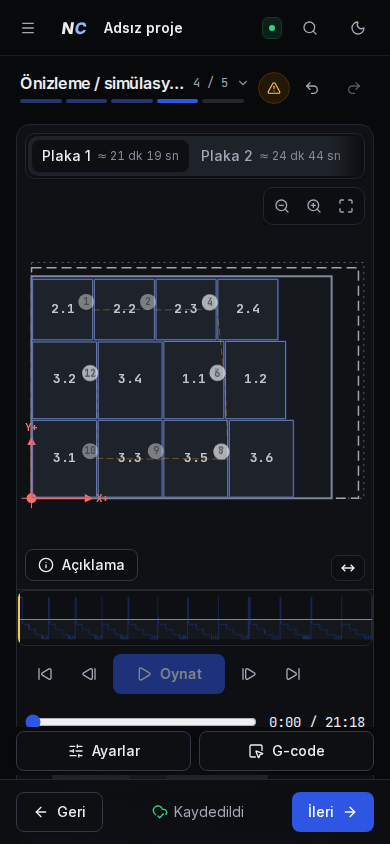 NC Adsız proje
Önizleme / simülasy... 4 / 5
Plaka 1 ≈ 21 dk 19 sn Plaka 2 ≈ 24 dk 44 sn
2.1 1 2.2 2 2.3 4 2.4
3.2 12 3.4 1.1 6 1.2
Y+
3.1 10 3.3 9 3.5 8 3.6
X+
Açıklama
Oynat
0:00 / 21:18
Ayarlar G-code
Geri Kaydedildi İleri